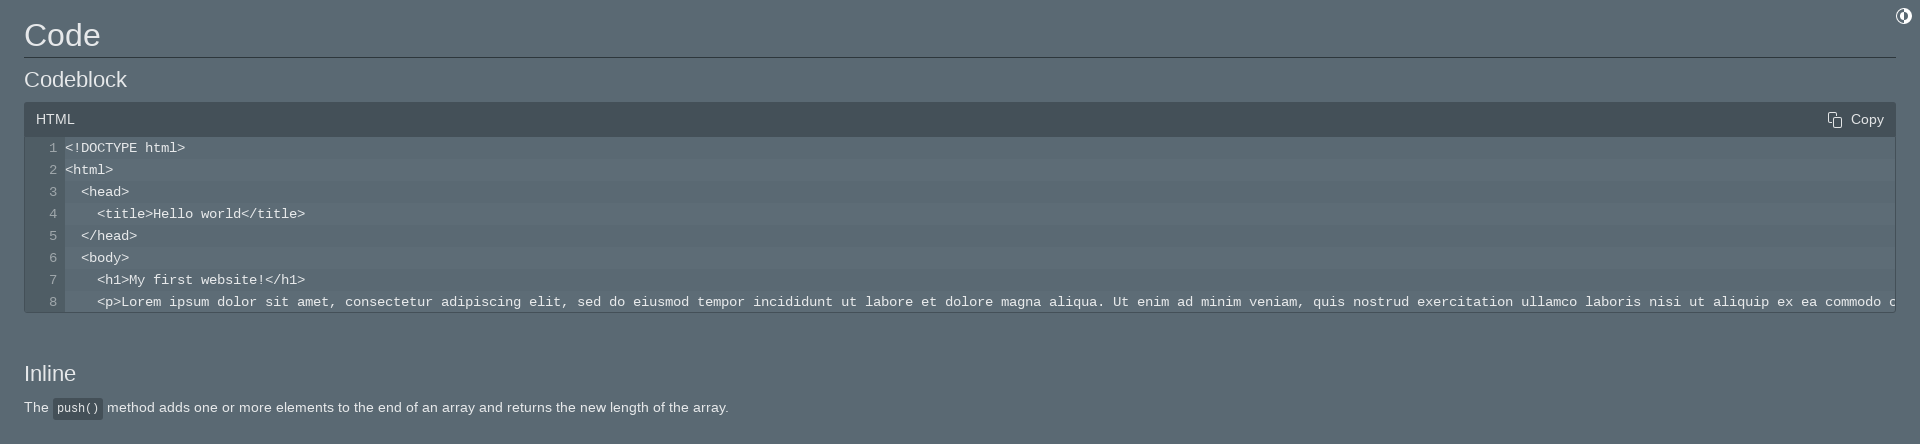 Code
Codeblock
HTML
Copy
1 <!DOCTYPE html>
2 <html>
3   <head>
4     <title>Hello world</title>
5   </head>
6   <body>
7     <h1>My first website!</h1>
8     <p>Lorem ipsum dolor sit amet, consectetur adipiscing elit, sed do eiusmod tempor incididunt ut labore et dolore magna aliqua. Ut enim ad minim veniam, quis nostrud exercitation ullamco laboris nisi ut aliquip ex ea commodo
Inline
The push() method adds one or more elements to the end of an array and returns the new length of the array.